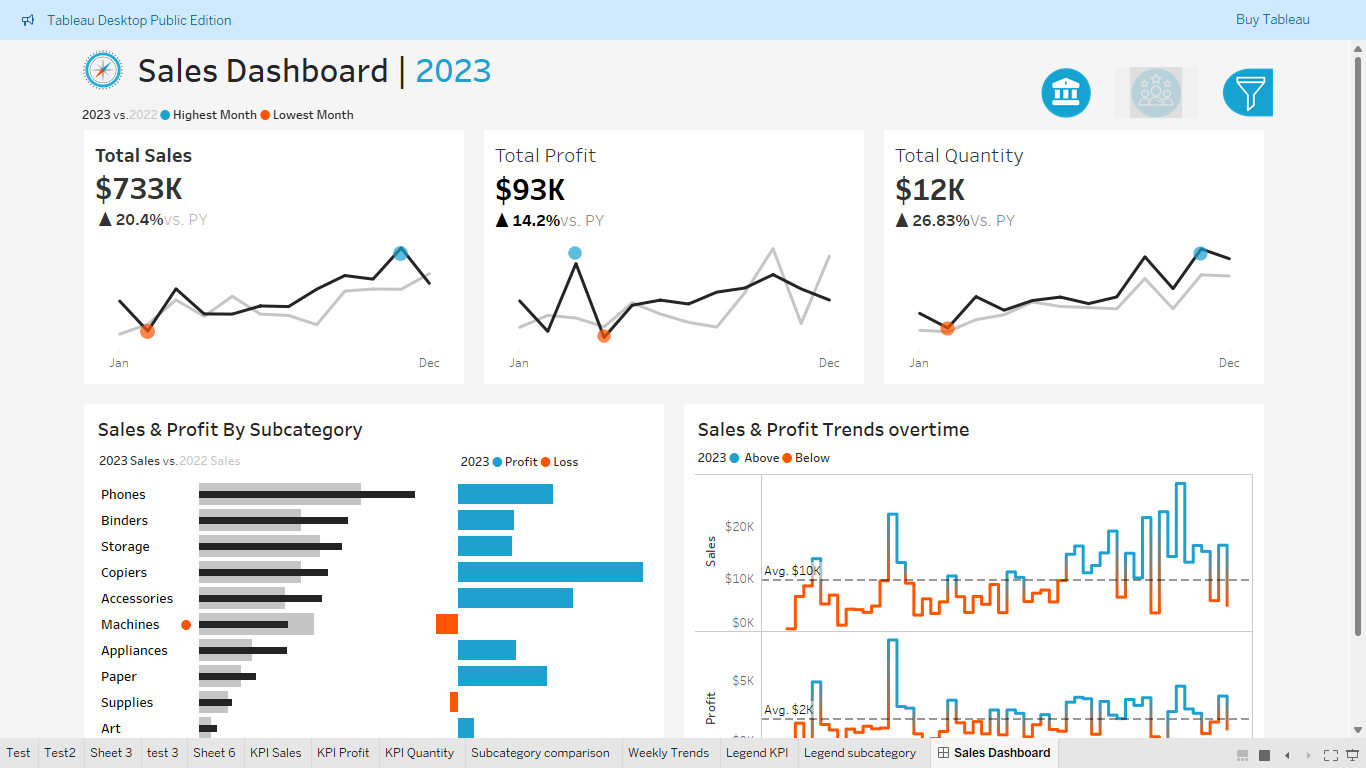 Tableau Desktop Public Edition
Buy Tableau
Sales Dashboard | 2023
2023 vs.2022 Highest Month Lowest Month
Total Sales
$733K
▲ 20.4%vs. PY
Jan Dec
Total Profit
$93K
▲ 14.2%vs. PY
Jan Dec
Total Quantity
$12K
▲ 26.83%Vs. PY
Jan Dec
Sales & Profit By Subcategory
2023 Sales vs.2022 Sales
2023 Profit Loss
Phones
Binders
Storage
Copiers
Accessories
Machines
Appliances
Paper
Supplies
Art
Sales & Profit Trends overtime
2023 Above Below
Sales
$20K
Avg. $10K
$10K
$0K
Profit
$5K
Avg. $2K
Test Test2 Sheet 3 test 3 Sheet 6 KPI Sales KPI Profit KPI Quantity Subcategory comparison Weekly Trends Legend KPI Legend subcategory Sales Dashboard